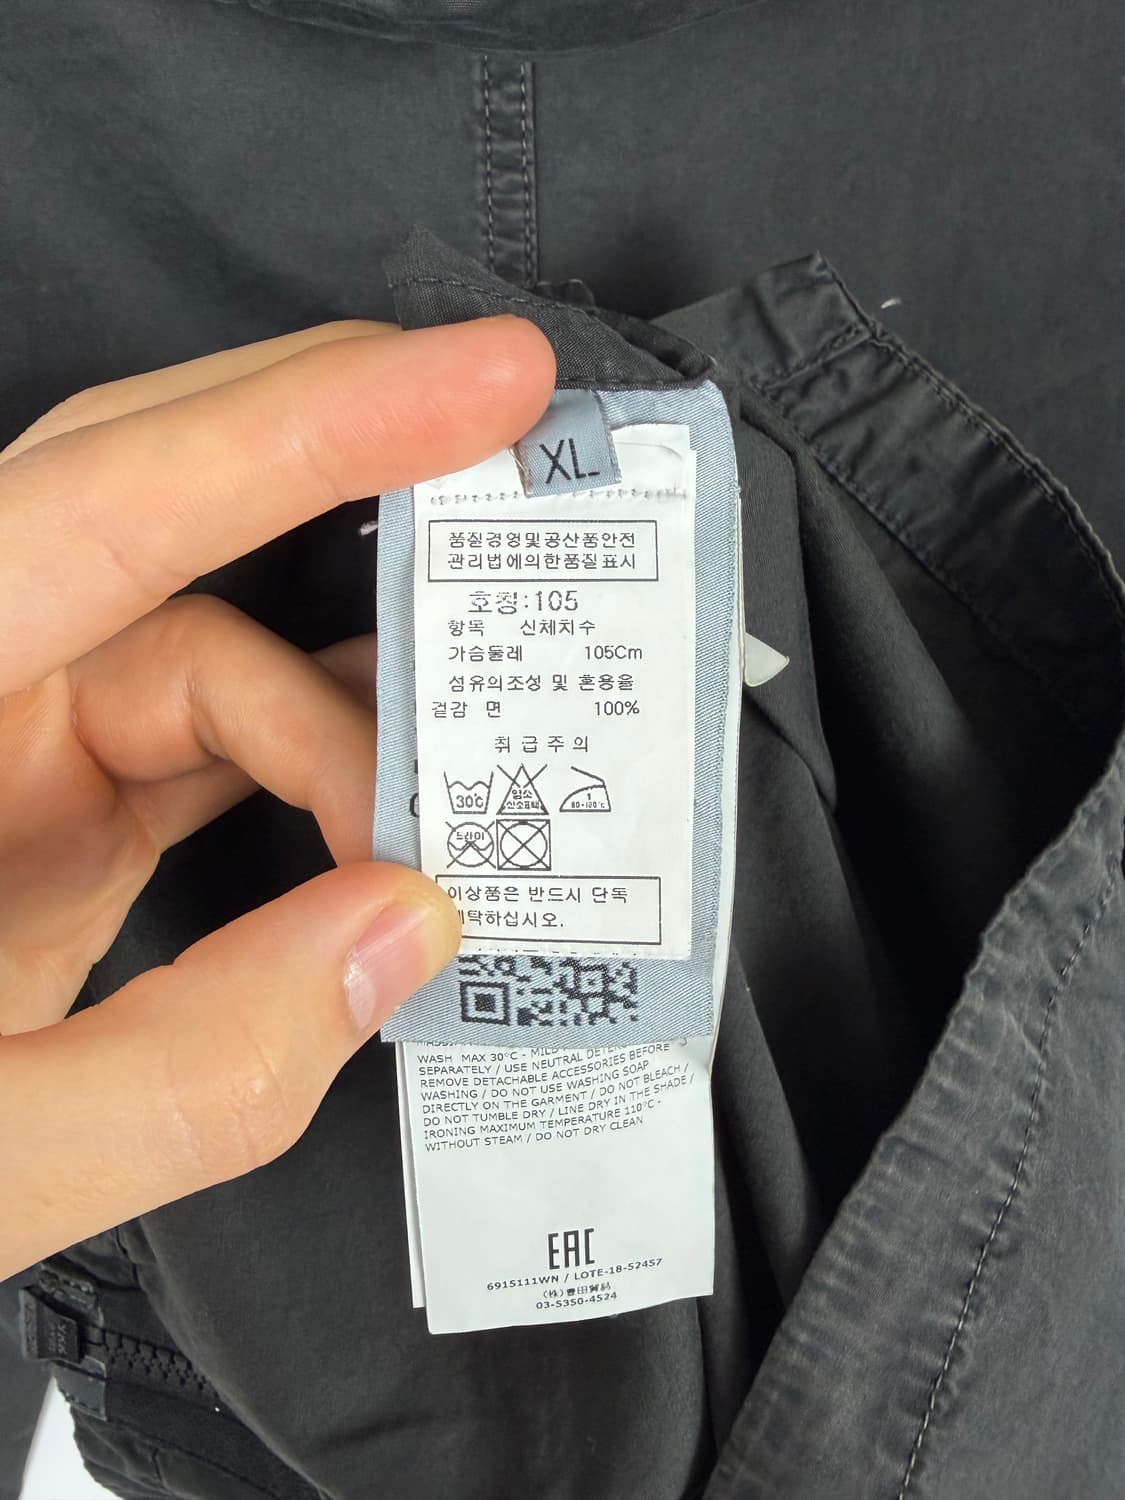 XL
품질경영및공산품안전
관리법에의한품질표시
호칭:105
항목 신체치수
가슴둘레 105Cm
섬유의조성 및 혼용율
겉감 면 100%
취급주의
30℃
염소
산소표백
1
80-120℃
드라이
이상품은 반드시 단독
세탁하십시오.
WASH MAX 30°C - MILD
SEPARATELY / USE NEUTRAL DETERGENT BEFORE
REMOVE DETACHABLE ACCESSORIES BEFORE
WASHING / DO NOT USE WASHING SOAP
DIRECTLY ON THE GARMENT / DO NOT BLEACH /
DO NOT TUMBLE DRY / LINE DRY IN THE SHADE /
IRONING MAXIMUM TEMPERATURE 110°C -
WITHOUT STEAM / DO NOT DRY CLEAN
EAC
6915111WN / LOTE-18-52457
(株)豊田貿易
03-5350-4524